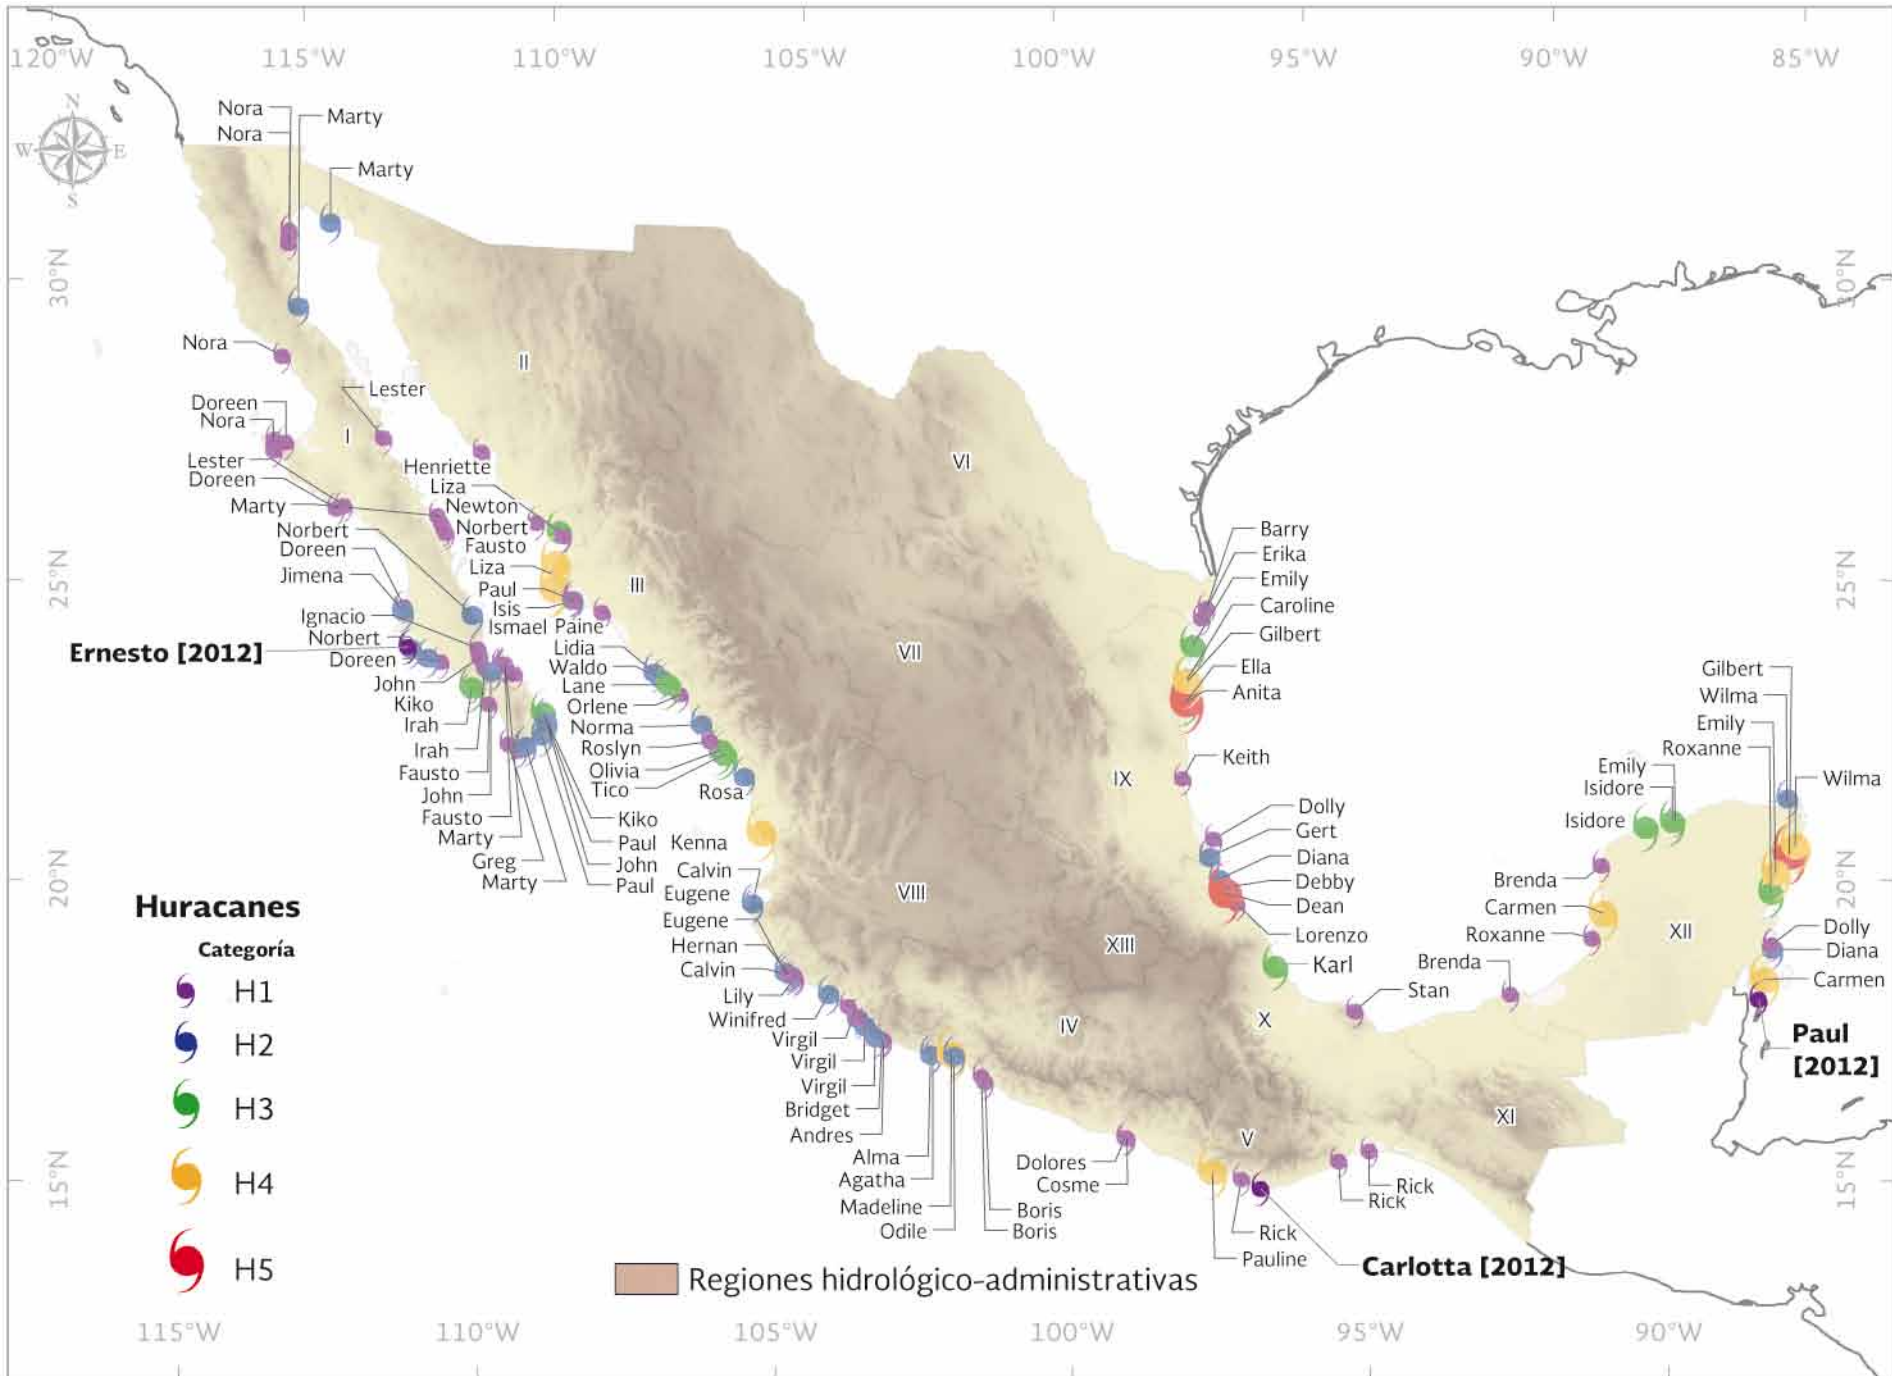 120°W
115°W
110°W
105°W
100°W
95°W
90°W
85°W
N
W
E
S
30°N
25°N
20°N
15°N
30°N
25°N
20°N
15°N
Nora
Nora
Marty
Marty
Nora
Lester
Doreen
Nora
Lester
Doreen
Marty
Norbert
Doreen
Jimena
Ignacio
Norbert
Ernesto [2012]
Doreen
John
Kiko
Irah
Irah
Fausto
John
Fausto
Marty
Greg
Marty
Henriette
Liza
Newton
Norbert
Fausto
Liza
Paul
Isis
Ismael
Paine
Lidia
Waldo
Lane
Orlene
Norma
Roslyn
Olivia
Tico
Rosa
Kiko
Paul
John
Paul
Kenna
Calvin
Eugene
Eugene
Hernan
Calvin
Lily
Winifred
Virgil
Virgil
Virgil
Bridget
Andres
Alma
Agatha
Madeline
Odile
Boris
Boris
Dolores
Cosme
Rick
Pauline
Carlotta [2012]
Rick
Rick
Barry
Erika
Emily
Caroline
Gilbert
Ella
Anita
Keith
Dolly
Gert
Diana
Debby
Dean
Lorenzo
Karl
Stan
Brenda
Roxanne
Carmen
Brenda
Isidore
Isidore
Emily
Gilbert
Wilma
Emily
Roxanne
Wilma
Dolly
Diana
Carmen
Paul
[2012]
I
II
III
IV
V
VI
VII
VIII
IX
X
XI
XII
XIII
Huracanes
Categoría
H1
H2
H3
H4
H5
Regiones hidrológico-administrativas
115°W
110°W
105°W
100°W
95°W
90°W